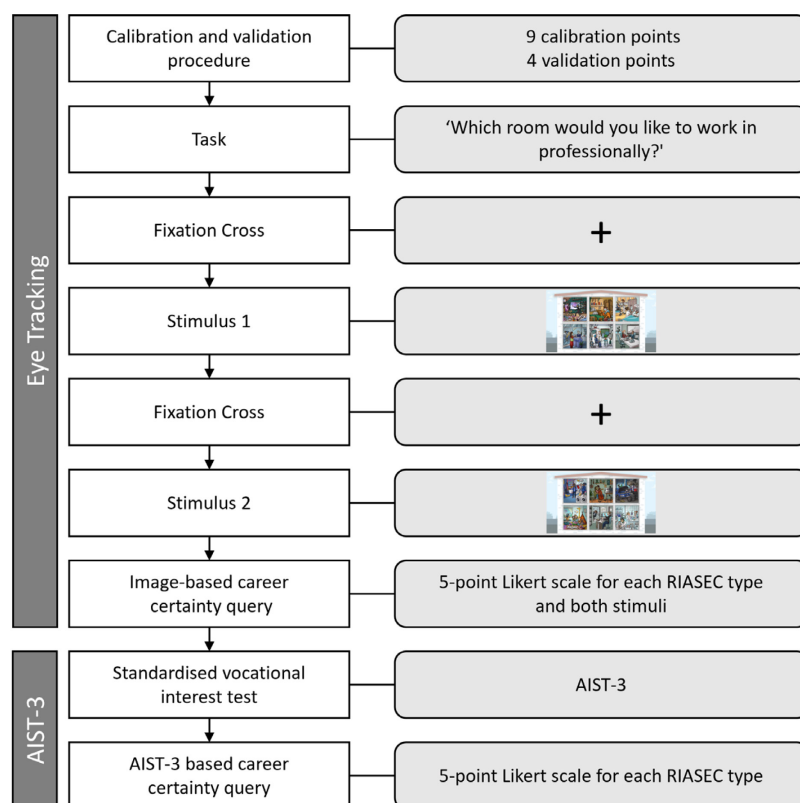 Calibration and validation
procedure
9 calibration points
4 validation points
Task
‘Which room would you like to work in
professionally?'
Fixation Cross
+
Stimulus 1
Fixation Cross
+
Stimulus 2
Image-based career
certainty query
5-point Likert scale for each RIASEC type
and both stimuli
Eye Tracking
Standardised vocational
interest test
AIST-3
AIST-3 based career
certainty query
5-point Likert scale for each RIASEC type
AIST-3